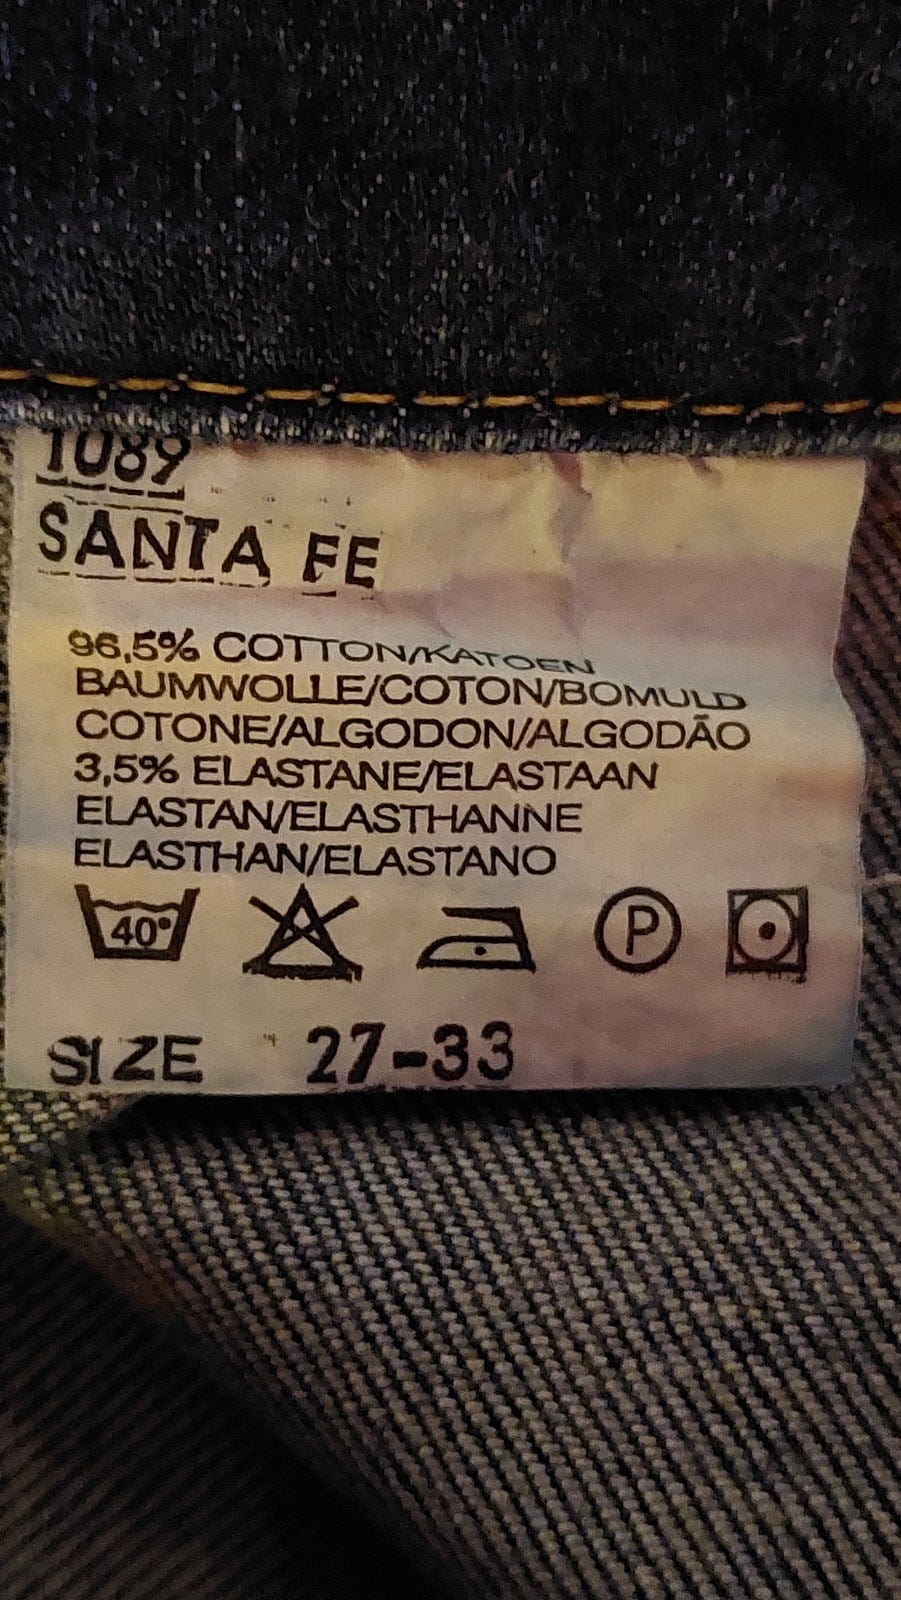 1089
SANTA FE
96,5% COTTON/KATOEN
BAUMWOLLE/COTON/BOMULD
COTONE/ALGODON/ALGODÃO
3,5% ELASTANE/ELASTAAN
ELASTAN/ELASTHANNE
ELASTHAN/ELASTANO
40° P
SIZE 27-33